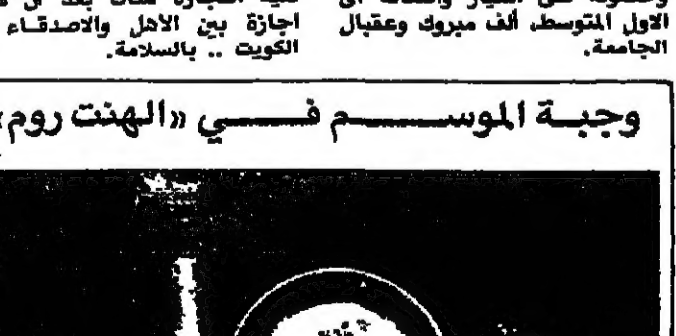 الاول المتوسط، ألف مبروك وعقبال
الجامعة.
اجازة بين الاهل والاصدقاء
الكويت .. بالسلامة.
وجبة الموسم في «الهنت روم»